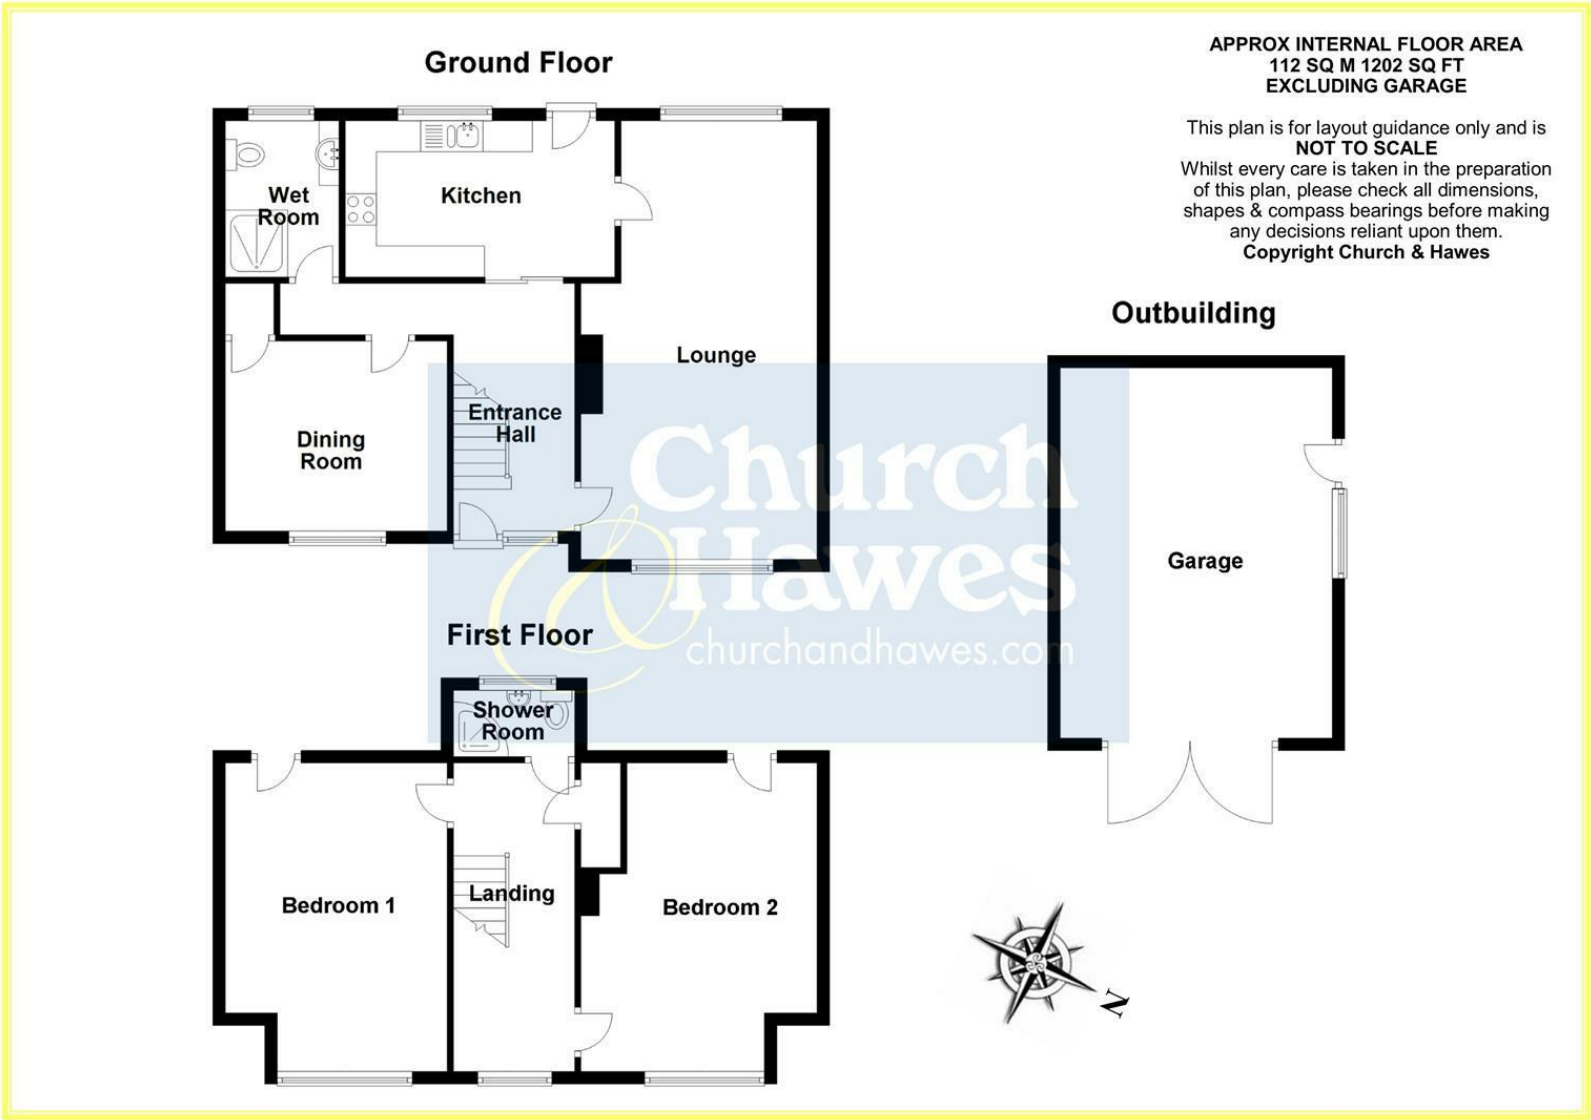 Ground Floor
APPROX INTERNAL FLOOR AREA
112 SQ M 1202 SQ FT
EXCLUDING GARAGE
This plan is for layout guidance only and is
NOT TO SCALE
Whilst every care is taken in the preparation
of this plan, please check all dimensions,
shapes & compass bearings before making
any decisions reliant upon them.
Copyright Church & Hawes
Wet
Room
Kitchen
Lounge
Entrance
Hall
Dining
Room
Outbuilding
Garage
Church
& Hawes
churchandhawes.com
First Floor
Shower
Room
Bedroom 1
Landing
Bedroom 2
N